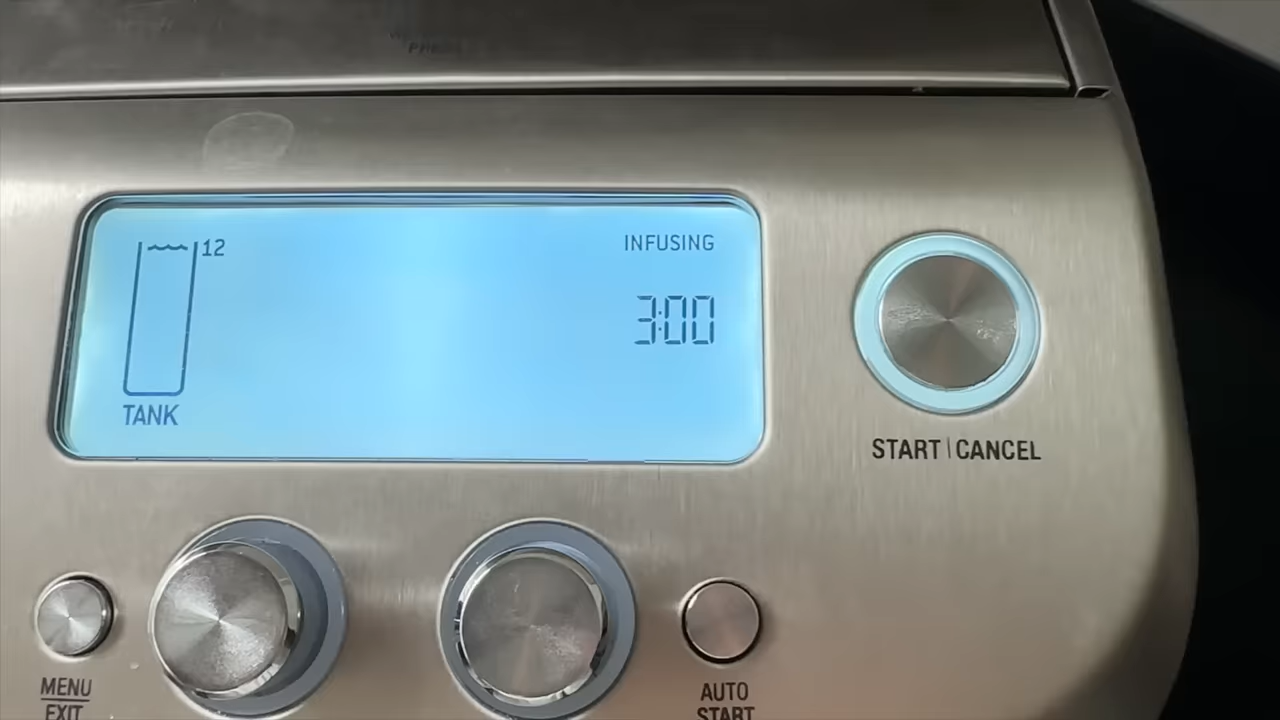 12
INFUSING
3:00
TANK
START | CANCEL
MENU
EXIT
AUTO
START